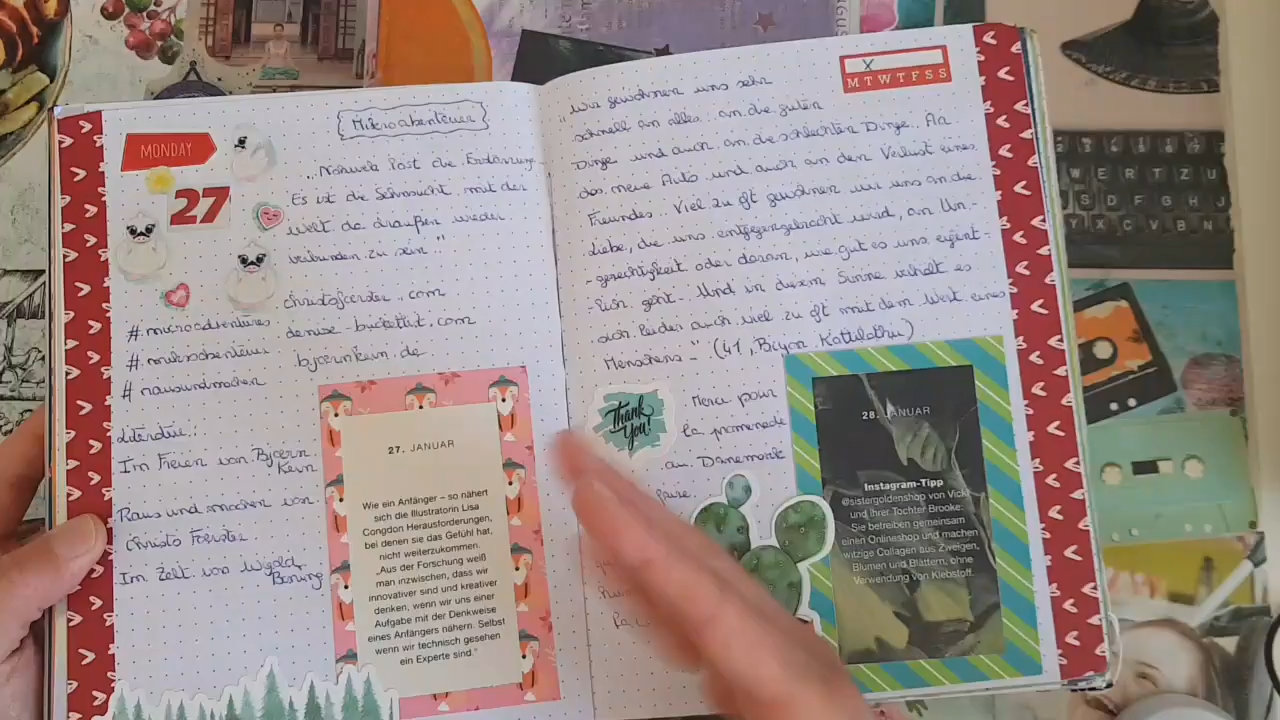 Mikroabenteuer
MONDAY
27
Es ist die Sehnsucht mit der
Welt da draußen wieder
verbunden zu sein"
christofoerster.com
#microadventures denise-buecttutt.com
#mikroabenteuer bjoernkern.de
#rausundmachen
Literatur:
Im Freien von Bjoern
Kern
Raus und machen von
Christo Foerster
Im Zelt von Wigald
Boning
27. JANUAR
Wie ein Anfänger – so nähert
sich die Illustratorin Lisa
Congdon Herausforderungen,
bei denen sie das Gefühl hat,
nicht weiterzukommen.
„Aus der Forschung weiß
man inzwischen, dass wir
innovativer sind und kreativer
denken, wenn wir uns einer
Aufgabe mit der Denkweise
eines Anfängers nähern. Selbst
wenn wir technisch gesehen
ein Experte sind."
X
M T W T F S S
„Wir gewöhnen uns sehr
schnell an alles: an die guten
Dinge und auch an die schlechten Dinge. An
das neue Auto und auch an den Verlust eines
Freundes. Viel zu oft gewöhnen wir uns an die
Liebe, die uns entgegengebracht wird, an Un-
-gerechtigkeit oder daran, wie gut es uns eigent-
-lich geht. Und in diesem Sinne verhält es
sich leider auch viel zu oft mit dem Wert eines
Menschens" (41, Biyon Kattilathu)
Thank
You!
Merci pour
la promenade
au Danemark
28. JANUAR
Instagram-Tipp
@sistergoldenshop von Vicki
und ihrer Tochter Brooke:
Sie betreiben gemeinsam
einen Onlineshop und machen
witzige Collagen aus Zweigen,
Blumen und Blättern, ohne
Verwendung von Klebstoff.
W E R T Z U
S D F G H J
Y X C V B N